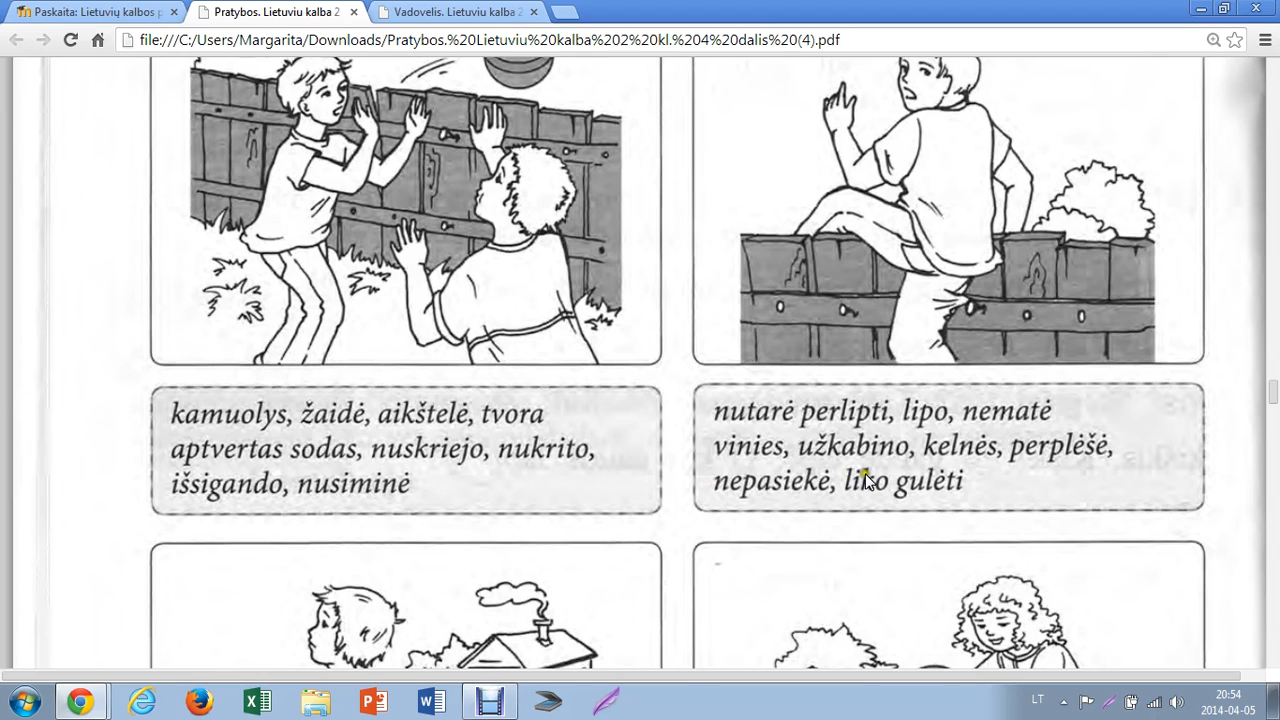 Paskaita: Lietuvių kalbos p
Pratybos. Lietuviu kalba 2
Vadovelis. Lietuviu kalba 2
file:///C:/Users/Margarita/Downloads/Pratybos.%20Lietuviu%20kalba%202%20kl.%204%20dalis%20(4).pdf
kamuolys, žaidė, aikštelė, tvora
aptvertas sodas, nuskriejo, nukrito,
išsigando, nusiminė
nutarė perlipti, lipo, nematė
vinies, užkabino, kelnės, perplėšė,
nepasiekė, liko gulėti
LT
20:54
2014-04-05